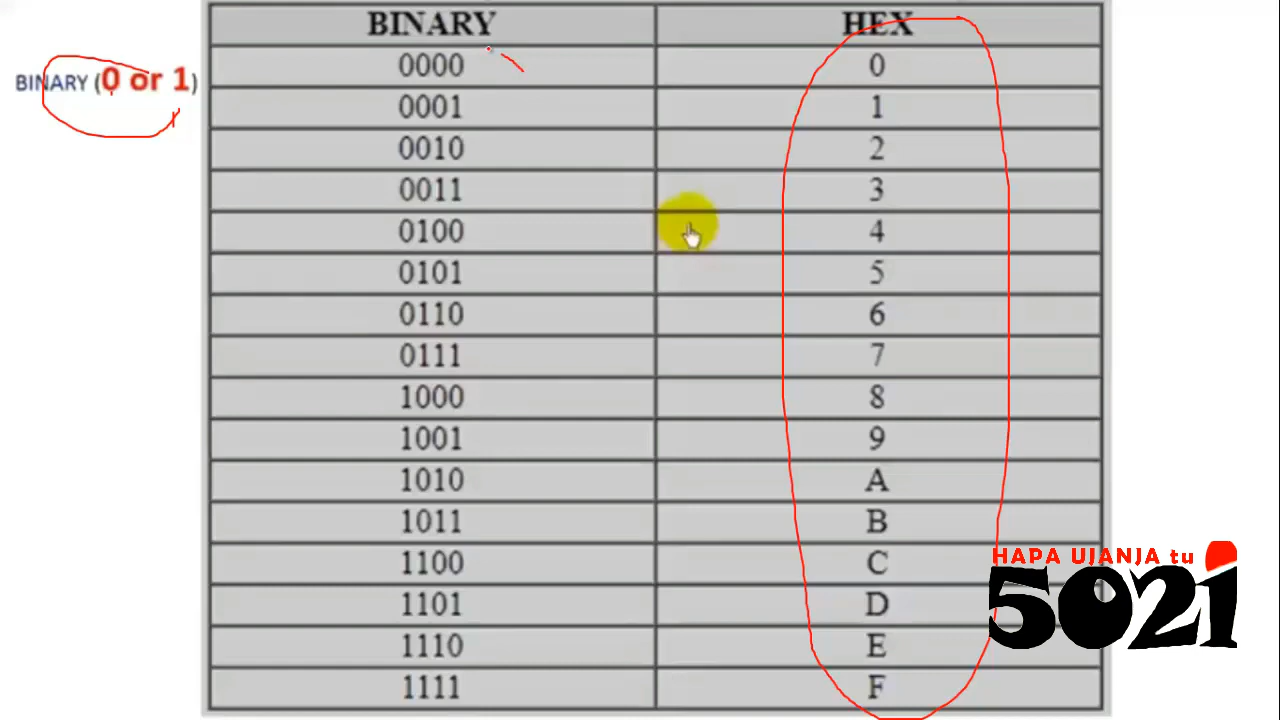 BINARY HEX
BINARY (0 or 1)
0000 0
0001 1
0010 2
0011 3
0100 4
0101 5
0110 6
0111 7
1000 8
1001 9
1010 A
1011 B
1100 C
1101 D
1110 E
1111 F
HAPA UJANJA tu
5021